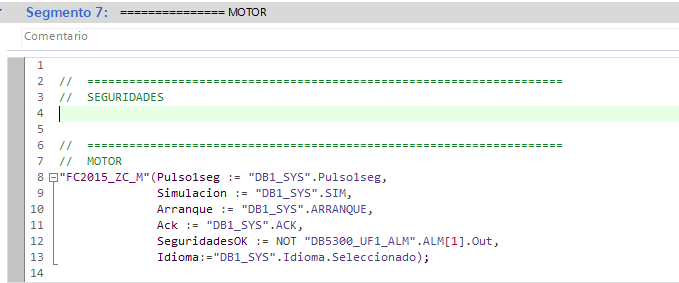 Segmento 7: =============== MOTOR
Comentario
1
2 // ====================================================================
3 // SEGURIDADES
4
5
6 // ====================================================================
7 // MOTOR
8 "FC2015_ZC_M"(Pulso1seg := "DB1_SYS".Pulso1seg,
9 Simulacion := "DB1_SYS".SIM,
10 Arranque := "DB1_SYS".ARRANQUE,
11 Ack := "DB1_SYS".ACK,
12 SeguridadesOK := NOT "DB5300_UF1_ALM".ALM[1].Out,
13 Idioma:="DB1_SYS".Idioma.Seleccionado);
14